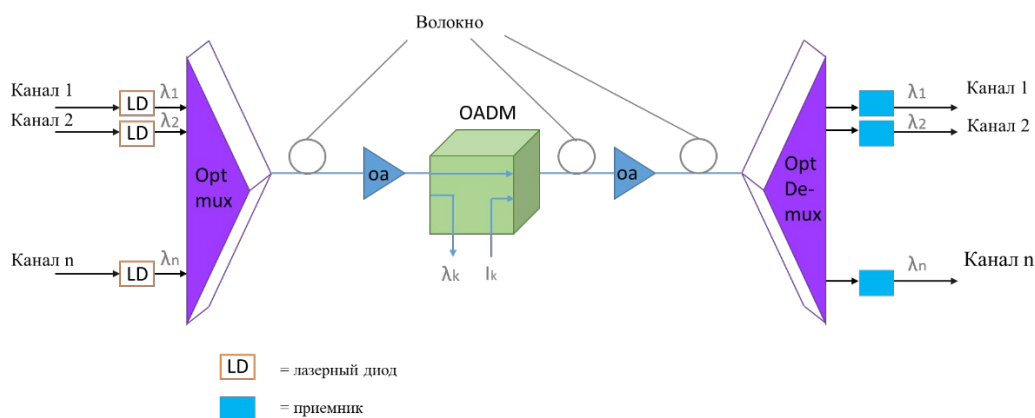 Волокно
Канал 1
LD
λ1
Канал 2
LD
λ2
Канал n
LD
λn
Opt
mux
oa
OADM
λk
Ik
oa
Opt
De-
mux
λ1
Канал 1
λ2
Канал 2
λn
Канал n
LD = лазерный диод
= приемник